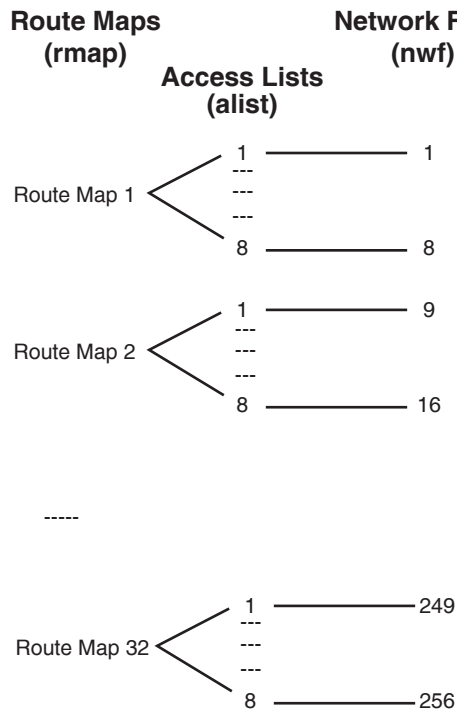 Route Maps
(rmap)
Network F
(nwf)
Access Lists
(alist)
1
1
---
---
---
Route Map 1
8
8
1
9
---
---
---
Route Map 2
8
16
-----
1
249
---
---
---
Route Map 32
8
256